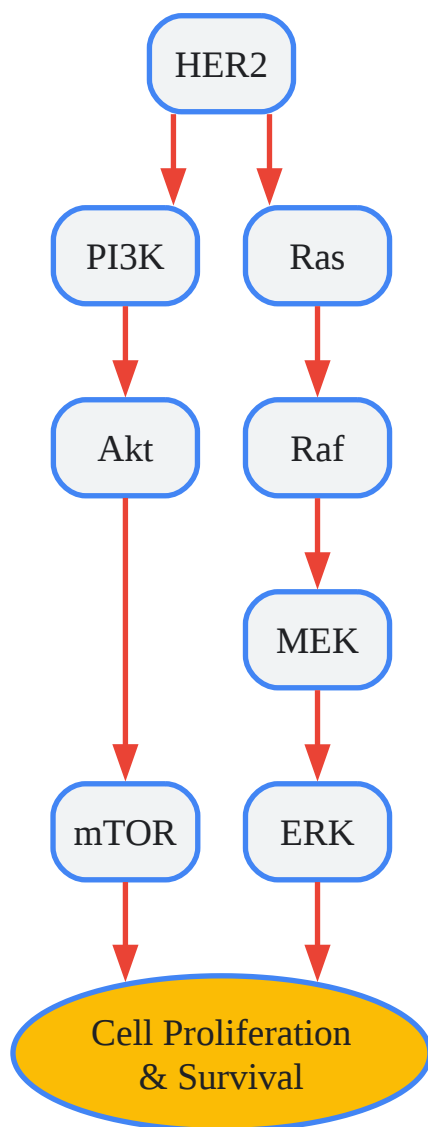 HER2
PI3K
Ras
Akt
Raf
MEK
mTOR
ERK
Cell Proliferation
& Survival